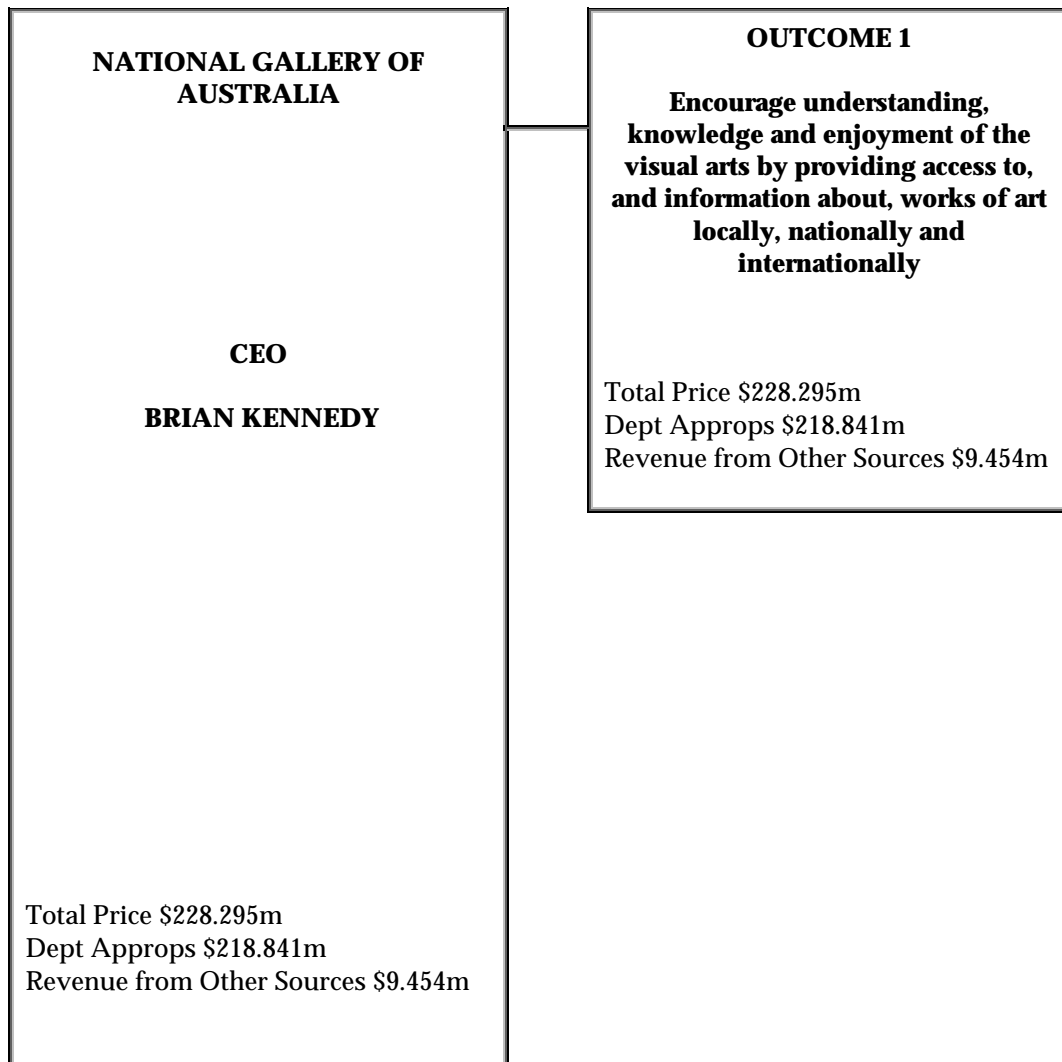 NATIONAL GALLERY OF
AUSTRALIA
CEO
BRIAN KENNEDY
Total Price $228.295m
Dept Approps $218.841m
Revenue from Other Sources $9.454m
OUTCOME 1
Encourage understanding,
knowledge and enjoyment of the
visual arts by providing access to,
and information about, works of art
locally, nationally and
internationally
Total Price $228.295m
Dept Approps $218.841m
Revenue from Other Sources $9.454m